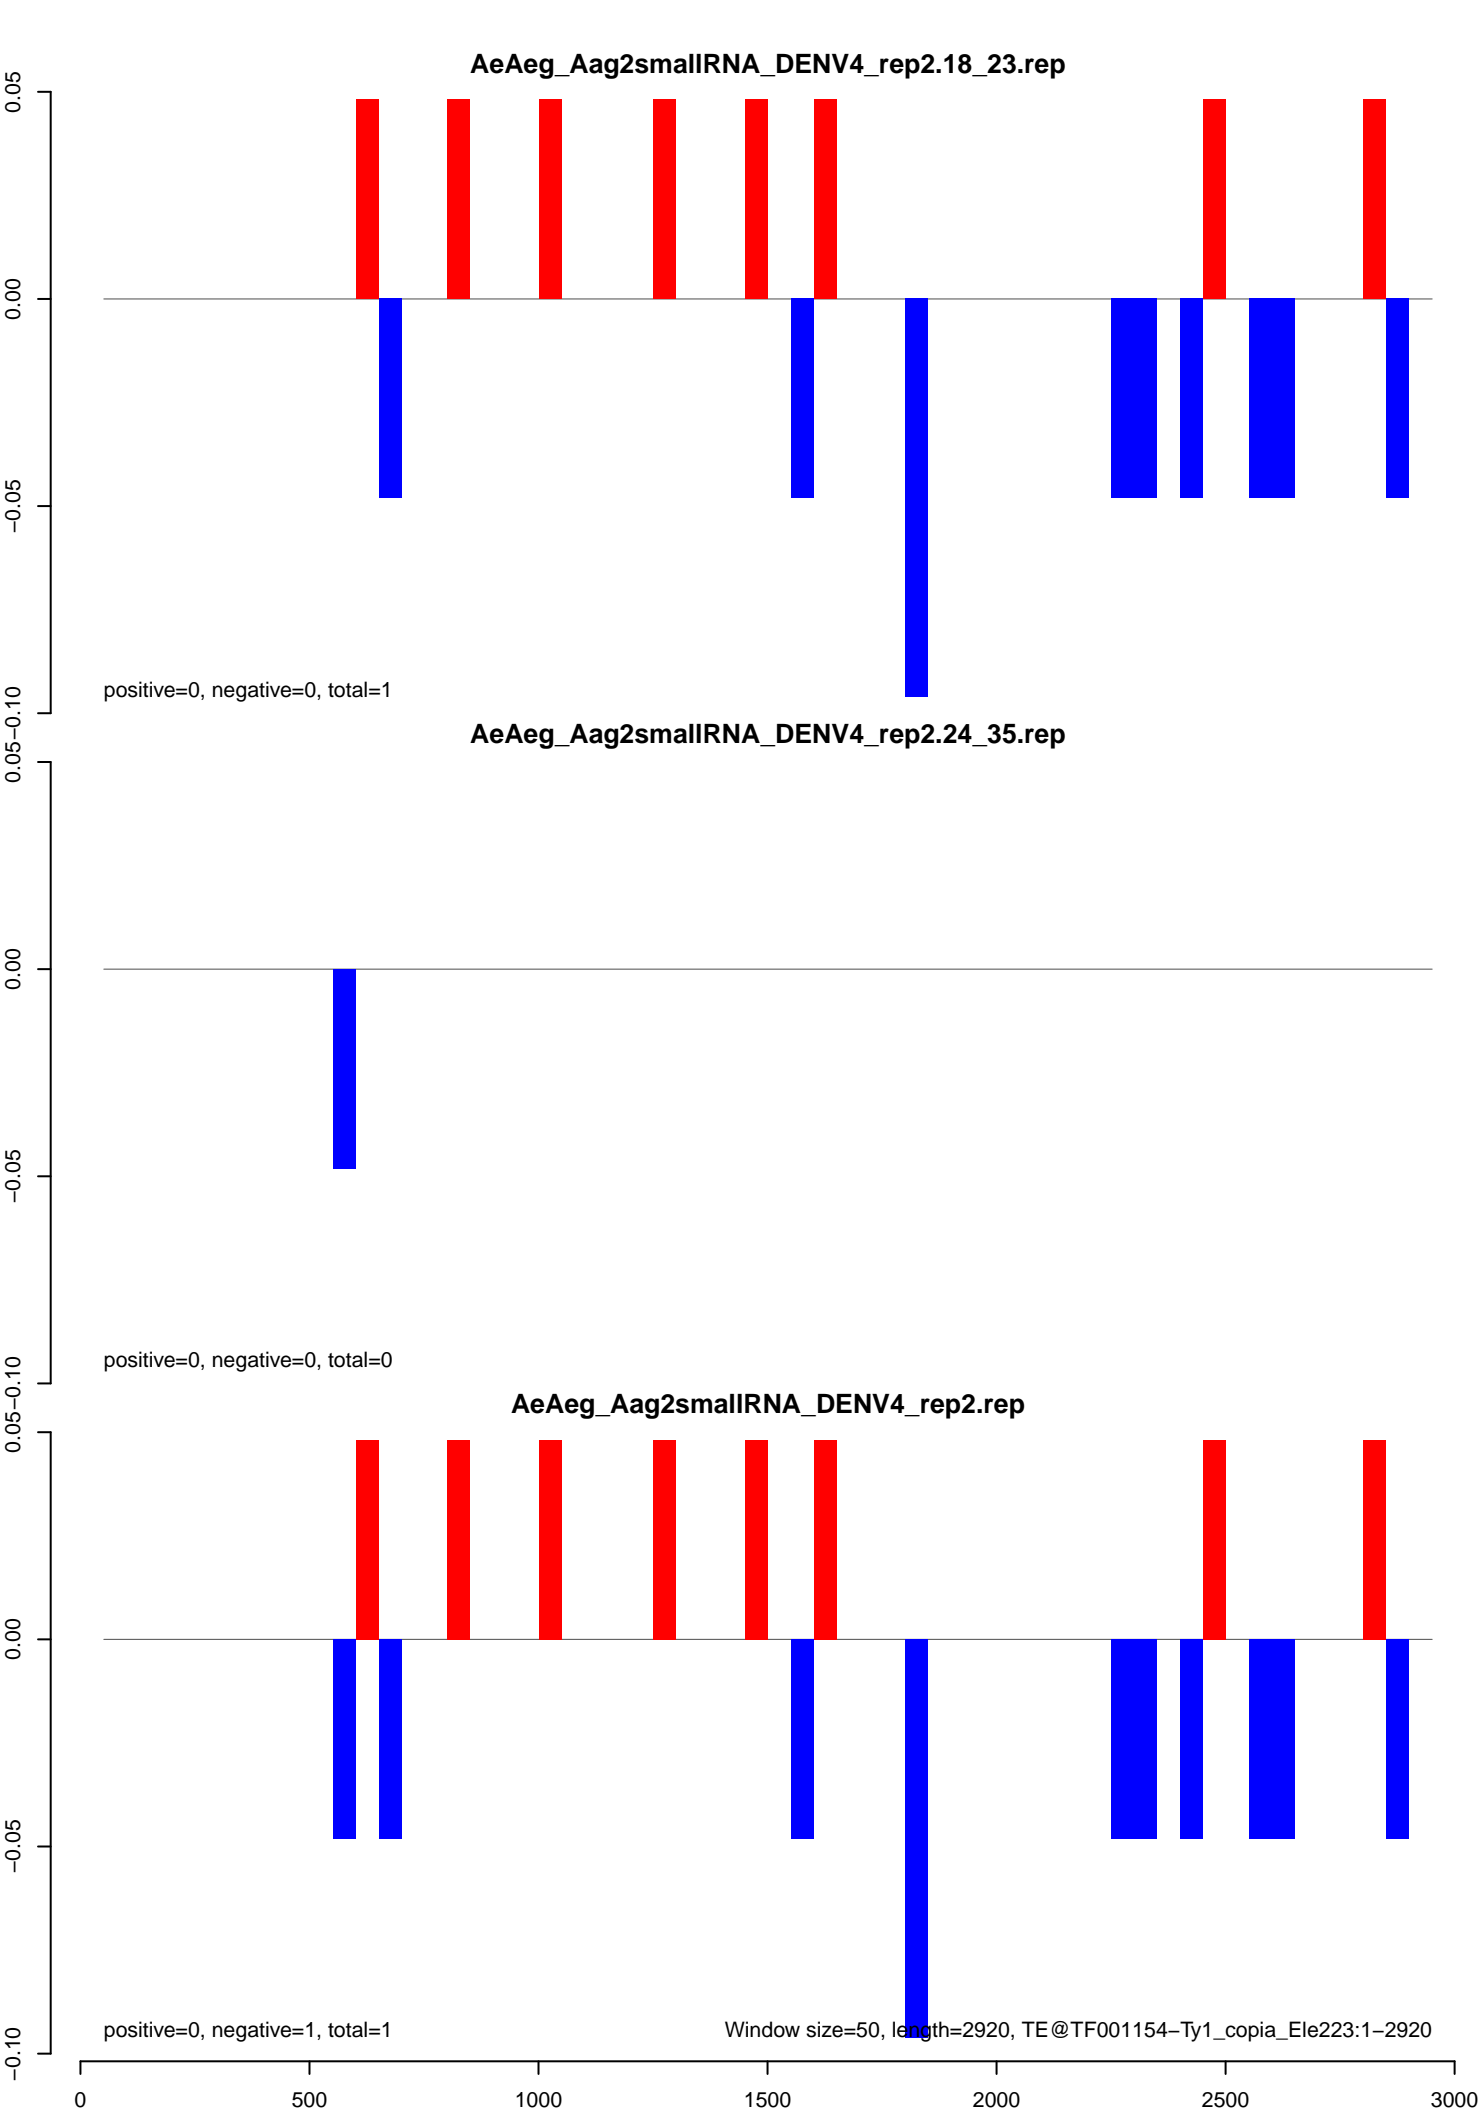 AeAeg_Aag2smallRNA_DENV4_rep2.18_23.rep
0.05
0.00
−0.05
−0.10
positive=0, negative=0, total=1
AeAeg_Aag2smallRNA_DENV4_rep2.24_35.rep
0.05
0.00
−0.05
−0.10
positive=0, negative=0, total=0
AeAeg_Aag2smallRNA_DENV4_rep2.rep
0.05
0.00
−0.05
−0.10
positive=0, negative=1, total=1
Window size=50, length=2920, TE@TF001154−Ty1_copia_Ele223:1−2920
0 500 1000 1500 2000 2500 3000